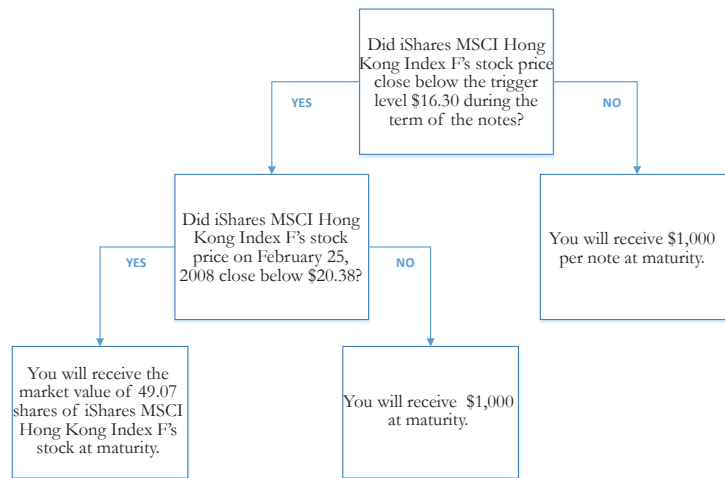 Did iShares MSCI Hong
Kong Index F's stock price
close below the trigger
level $16.30 during the
term of the notes?
YES
NO
Did iShares MSCI Hong
Kong Index F's stock
price on February 25,
2008 close below $20.38?
You will receive $1,000
per note at maturity.
YES
NO
You will receive the
market value of 49.07
shares of iShares MSCI
Hong Kong Index F's
stock at maturity.
You will receive $1,000
at maturity.